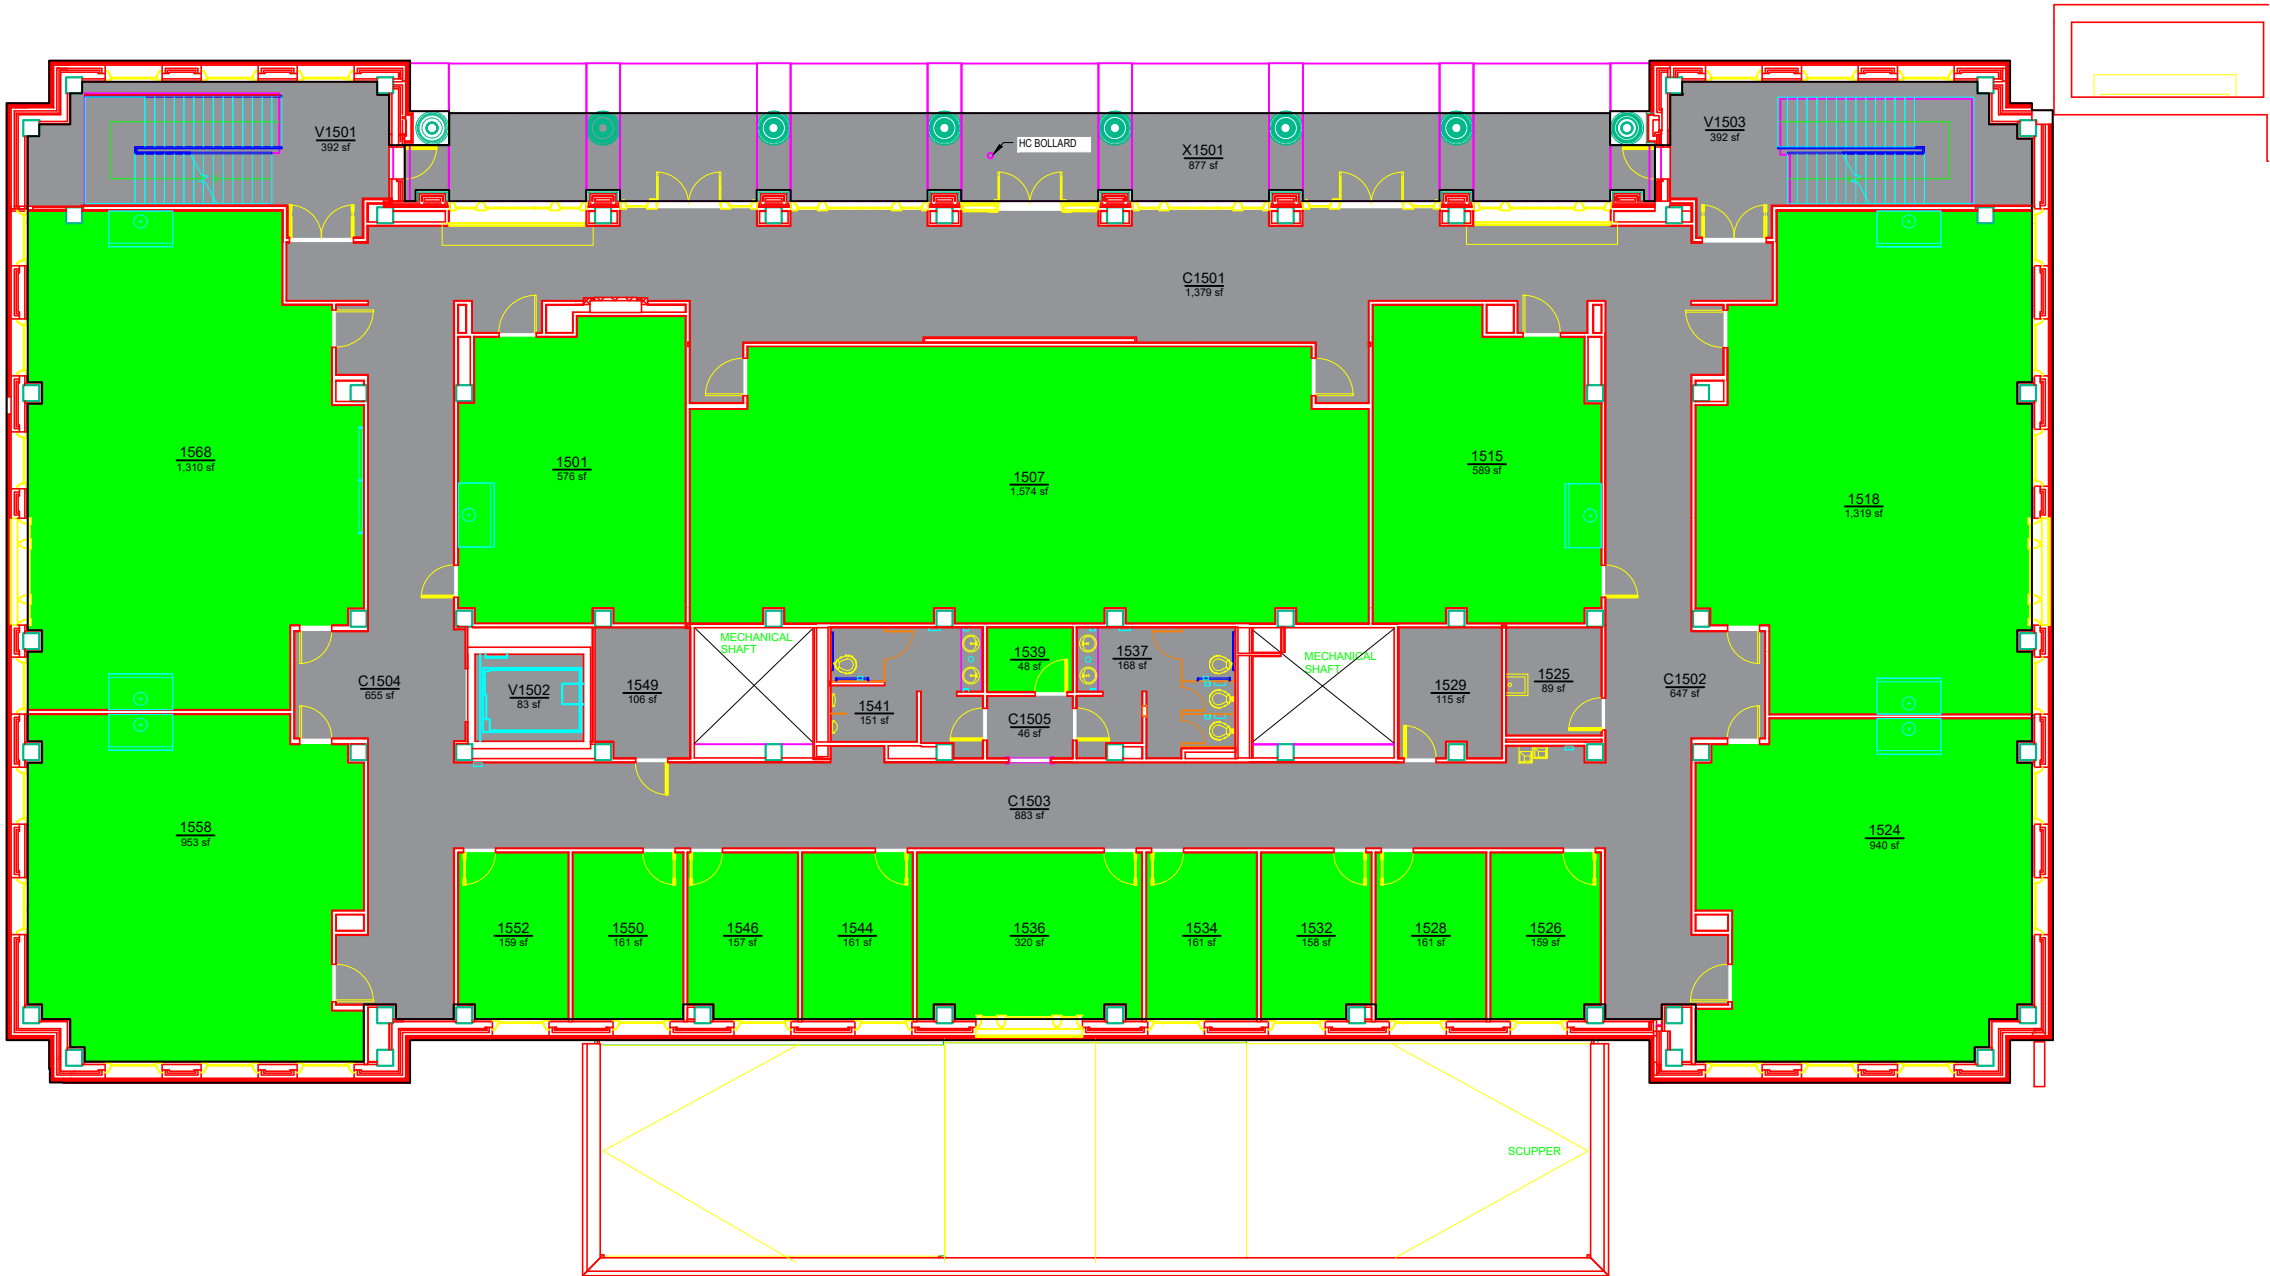 V1501
392 sf
HC BOLLARD
X1501
877 sf
V1503
392 sf
C1501
1,379 sf
1568
1,310 sf
1501
576 sf
1507
1,574 sf
1515
589 sf
1518
1,319 sf
MECHANICAL
SHAFT
1539
48 sf
1537
168 sf
MECHANICAL
SHAFT
C1504
655 sf
V1502
83 sf
1549
106 sf
1541
151 sf
C1505
46 sf
1529
115 sf
1525
89 sf
C1502
647 sf
C1503
883 sf
1558
953 sf
1524
940 sf
1552
159 sf
1550
161 sf
1546
157 sf
1544
161 sf
1536
320 sf
1534
161 sf
1532
158 sf
1528
161 sf
1526
159 sf
SCUPPER